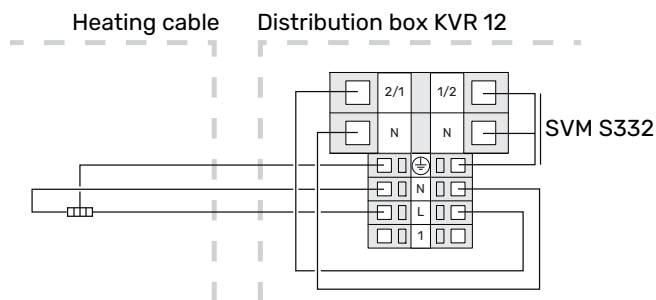 Heating cable Distribution box KVR 12
2/1 1/2
N N
SVM S332
N
L
1